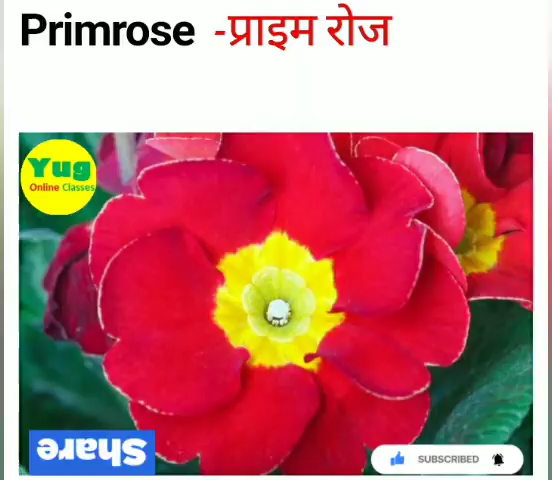 Primrose -प्राइम रोज
Yug
Online Classes
Share
SUBSCRIBED